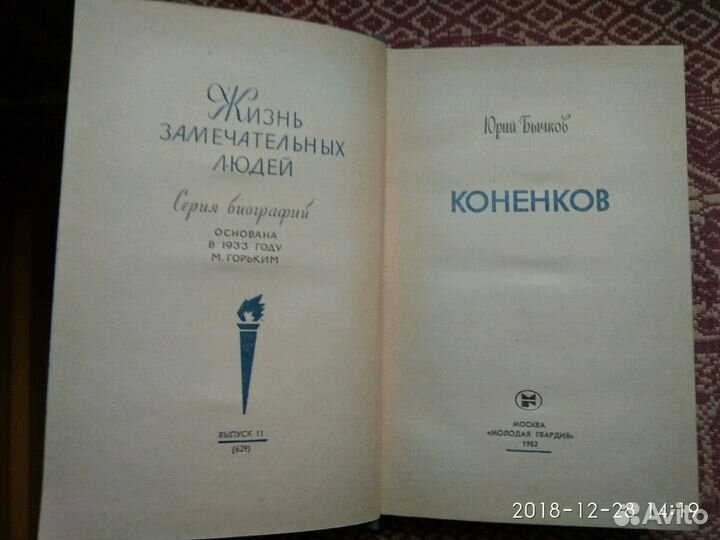 Жизнь
ЗАМЕЧАТЕЛЬНЫХ
ЛЮДЕЙ
Серия биографий
ОСНОВАНА
В 1933 ГОДУ
М. ГОРЬКИМ
ВЫПУСК 11
(629)
Юрий Бычков
КОНЕНКОВ
МОСКВА
«МОЛОДАЯ ГВАРДИЯ»
1982
2018-12-28 14:19
Avito